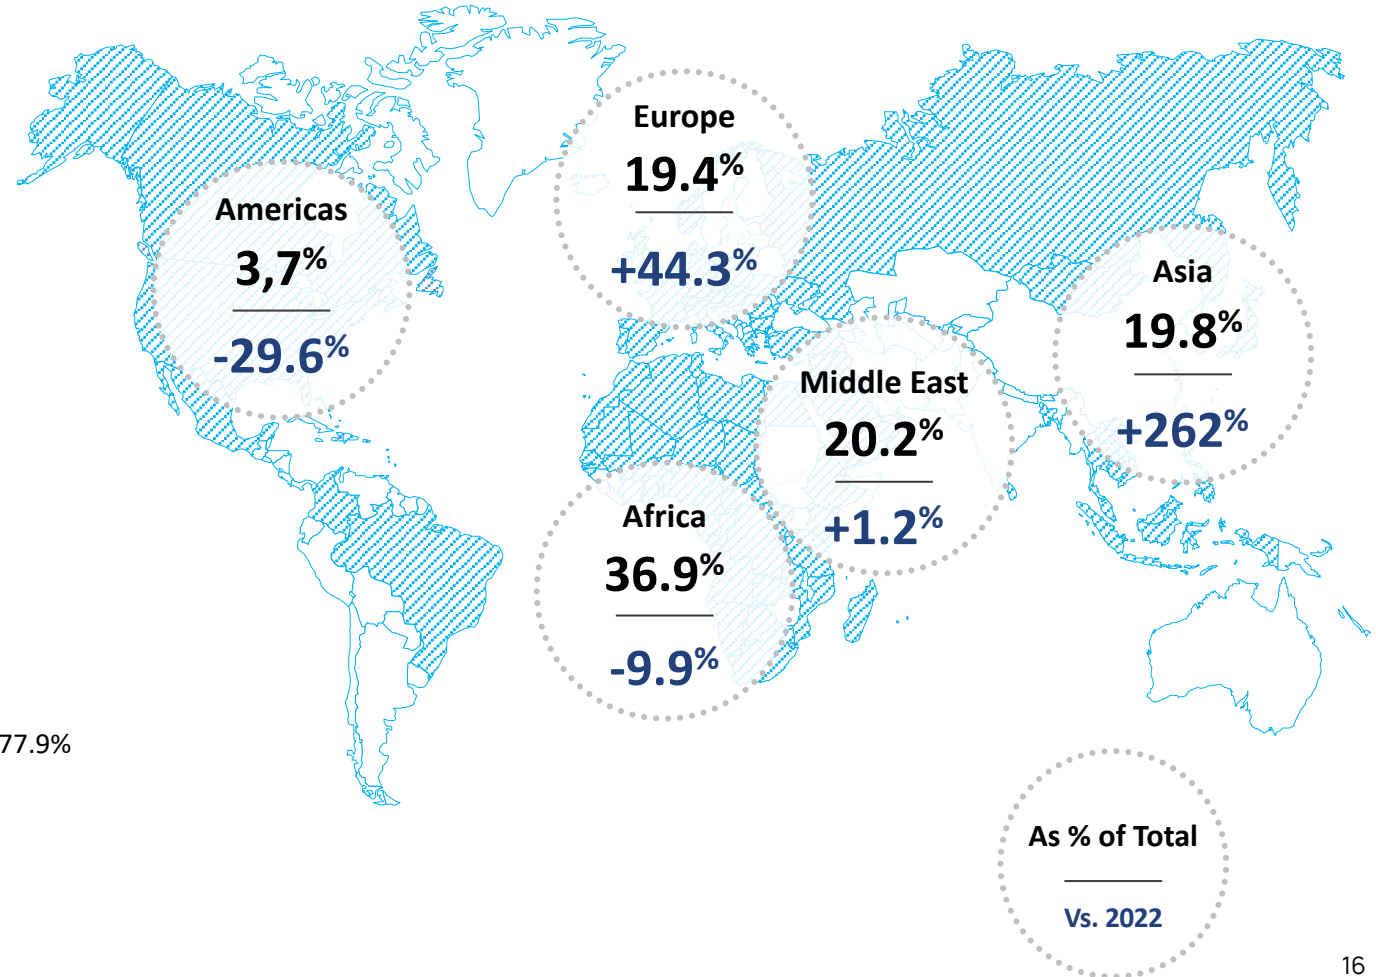 Europe
19.4%
+44.3%
Americas
3,7%
-29.6%
Asia
19.8%
+262%
Middle East
20.2%
+1.2%
Africa
36.9%
-9.9%
77.9%
As % of Total
Vs. 2022
16